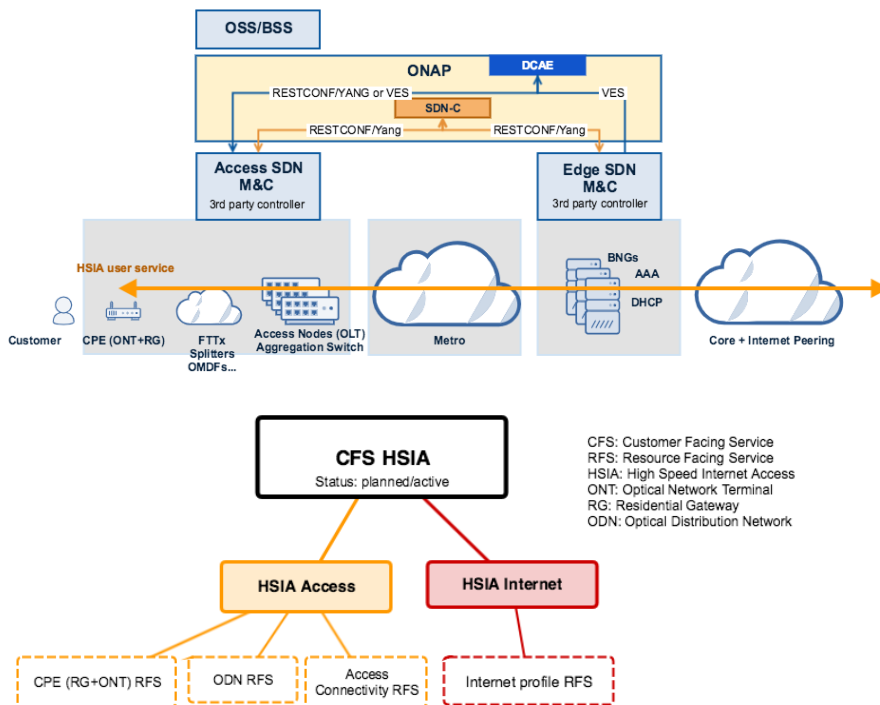 OSS/BSS
DCAE
ONAP
RESTCONF/YANG or VES
VES
SDN-C
RESTCONF/Yang
RESTCONF/Yang
Access SDN
M&C
3rd party controller
Edge SDN
M&C
3rd party controller
HSIA user service
BNGs
AAA
DHCP
Customer
CPE (ONT+RG)
FTTx
Splitters
OMDFs...
Access Nodes (OLT)
Aggregation Switch
Metro
Core + Internet Peering
CFS HSIA
Status: planned/active
CFS: Customer Facing Service
RFS: Resource Facing Service
HSIA: High Speed Internet Access
ONT: Optical Network Terminal
RG: Residential Gateway
ODN: Optical Distribution Network
HSIA Access
HSIA Internet
CPE (RG+ONT) RFS
ODN RFS
Access
Connectivity RFS
Internet profile RFS